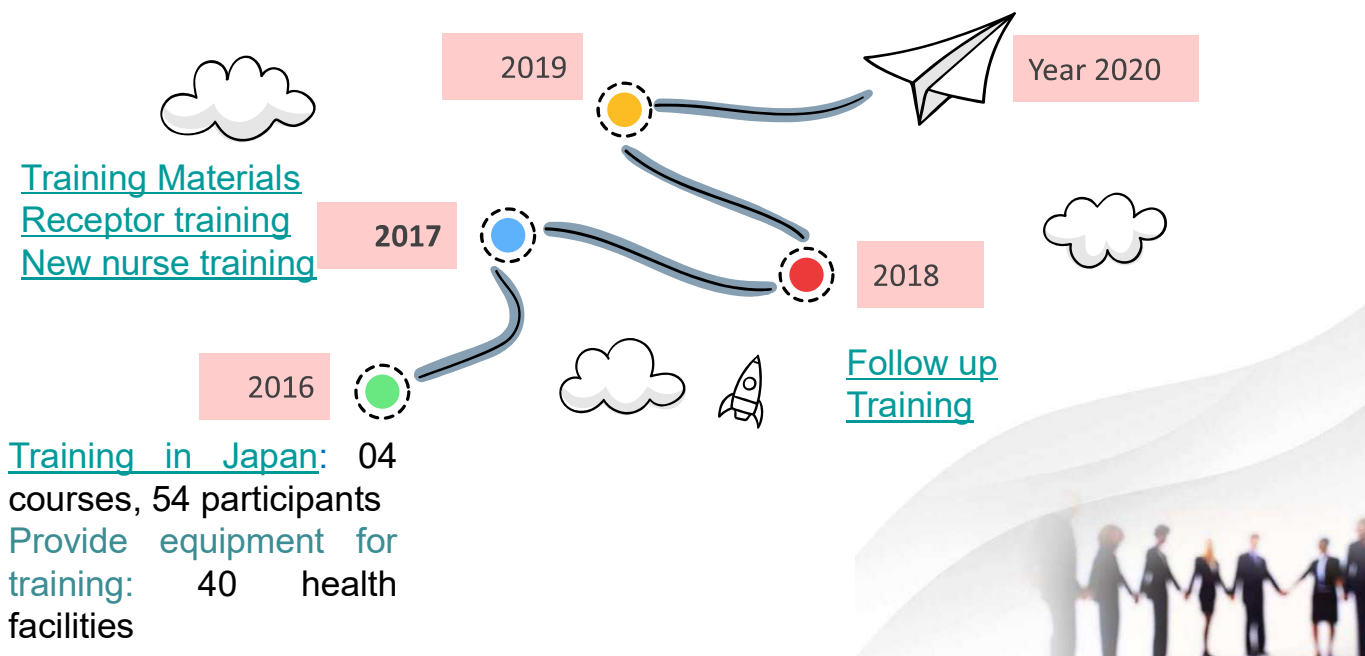 2019
Year 2020
Training Materials
Receptor training
New nurse training
2017
2018
2016
Follow up
Training
Training in Japan: 04
courses, 54 participants
Provide equipment for
training: 40 health
facilities